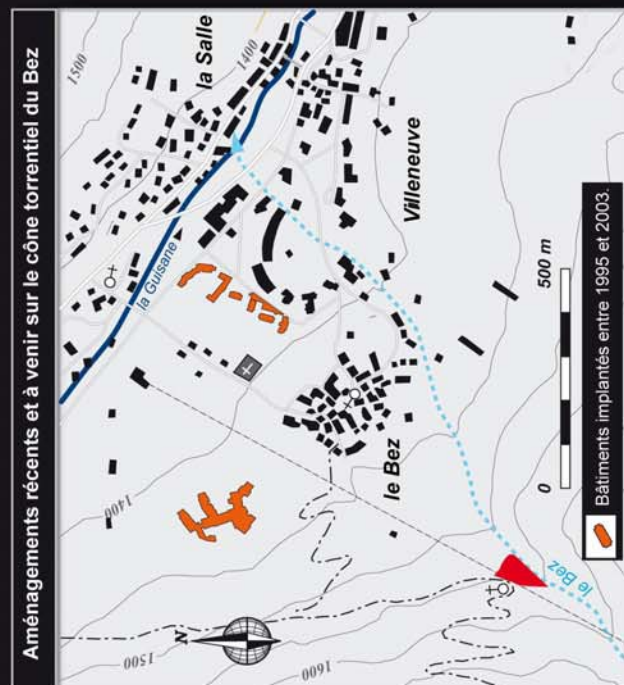 Aménagements récents et à venir sur le cône torrentiel du Bez
1500
la Salle
1400
la Guisane
Villeneuve
1400
le Bez
N
1500
1600
le Bez
0
500 m
Bâtiments implantés entre 1995 et 2003.